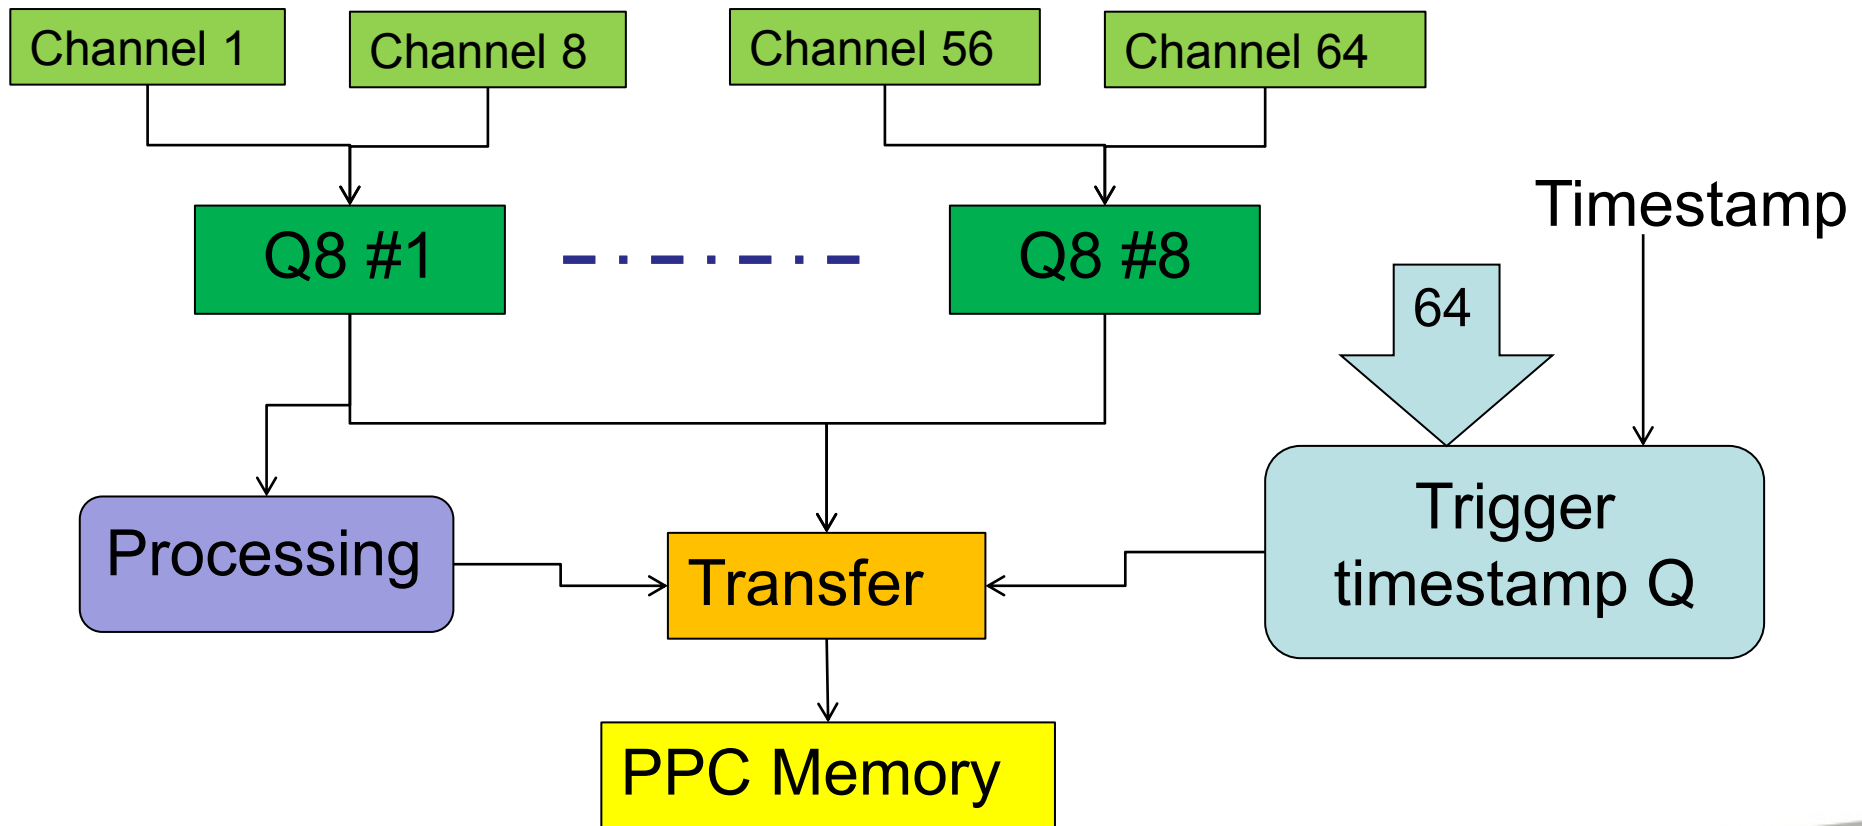 Channel 1
Channel 8
Channel 56
Channel 64
Timestamp
Q8 #1
Q8 #8
64
Trigger
timestamp Q
Processing
Transfer
PPC Memory